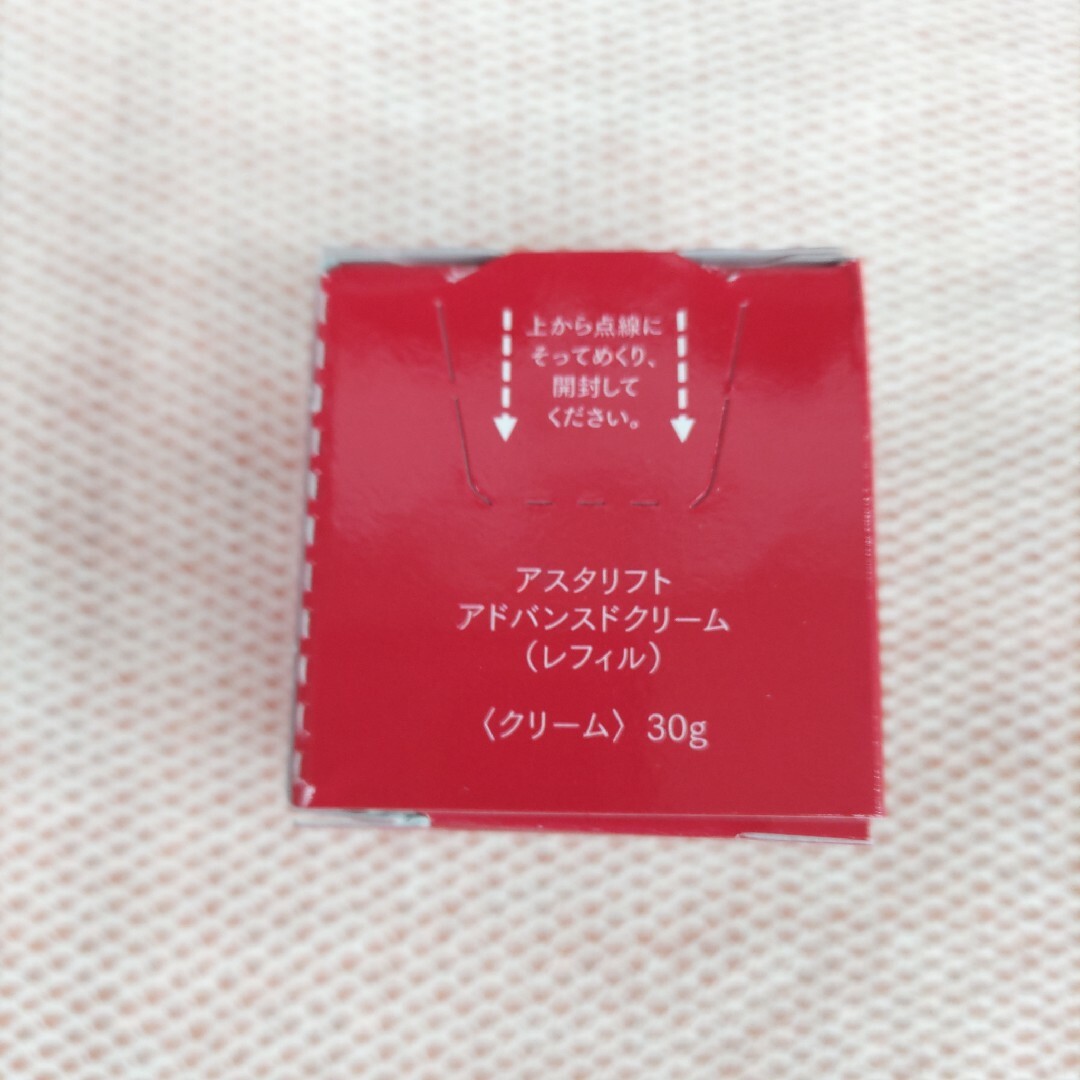 上から点線に
そってめくり、
開封して
ください。
アスタリフト
アドバンスドクリーム
（レフィル）
〈クリーム〉30g